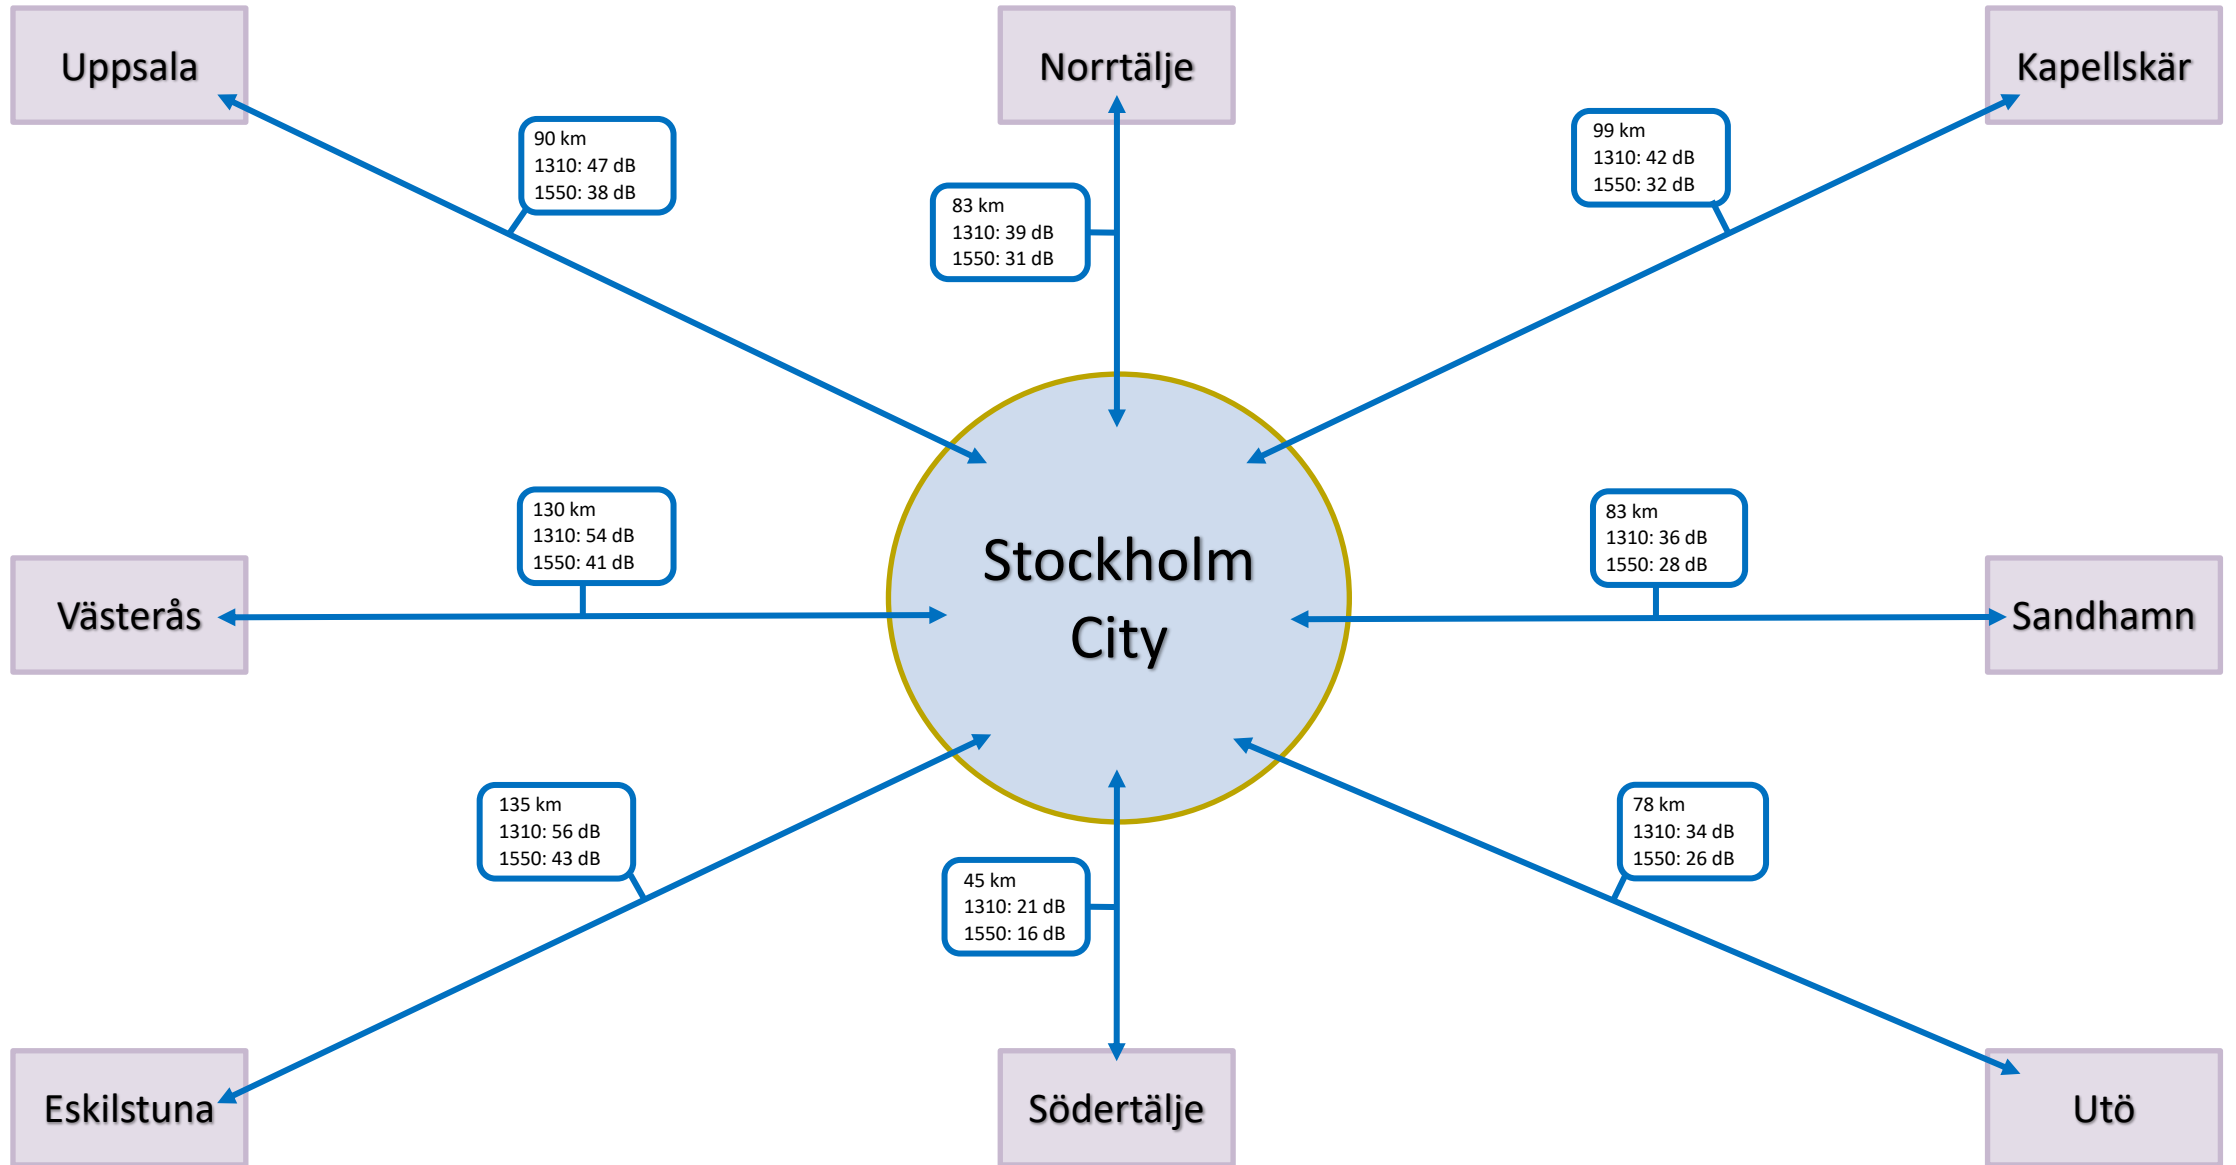 Uppsala
Norrtälje
Kapellskär
90 km
1310: 47 dB
1550: 38 dB
83 km
1310: 39 dB
1550: 31 dB
99 km
1310: 42 dB
1550: 32 dB
130 km
1310: 54 dB
1550: 41 dB
83 km
1310: 36 dB
1550: 28 dB
Västerås
Stockholm
City
Sandhamn
135 km
1310: 56 dB
1550: 43 dB
45 km
1310: 21 dB
1550: 16 dB
78 km
1310: 34 dB
1550: 26 dB
Eskilstuna
Södertälje
Utö